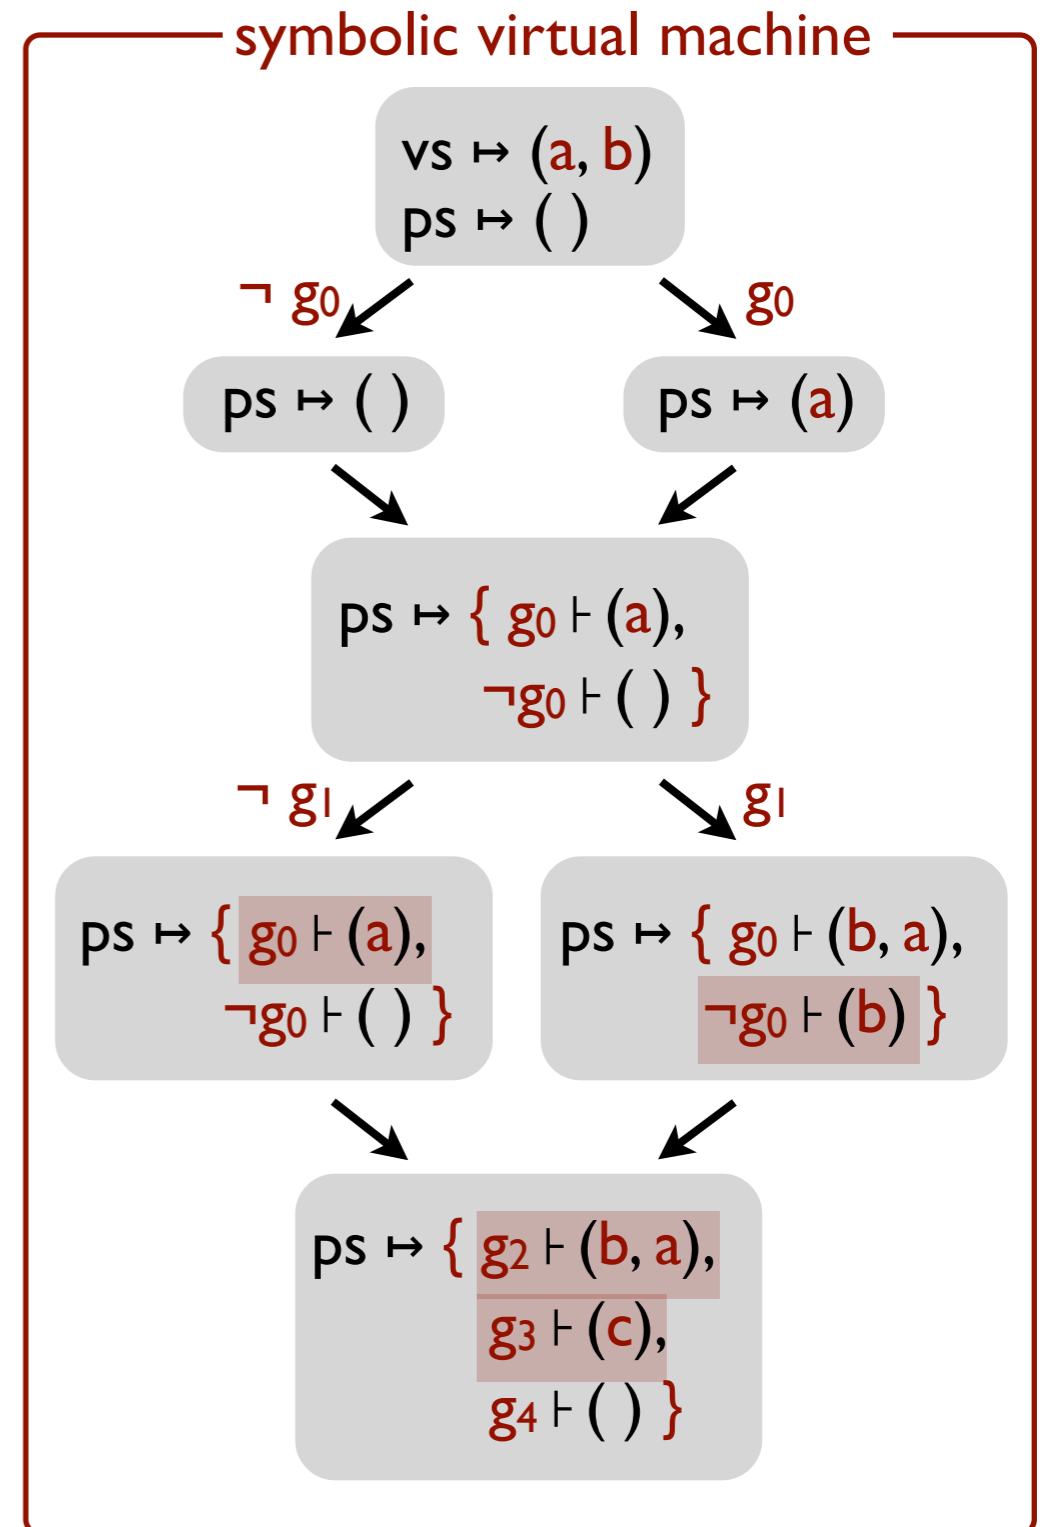 symbolic virtual machine
vs ↦ (a, b)
ps ↦ ( )
¬ g₀
g₀
ps ↦ ( )
ps ↦ (a)
ps ↦ { g₀ ⊦ (a),
¬g₀ ⊦ ( ) }
¬ g₁
g₁
ps ↦ { g₀ ⊦ (a),
¬g₀ ⊦ ( ) }
ps ↦ { g₀ ⊦ (b, a),
¬g₀ ⊦ (b) }
ps ↦ { g₂ ⊦ (b, a),
g₃ ⊦ (c),
g₄ ⊦ ( ) }